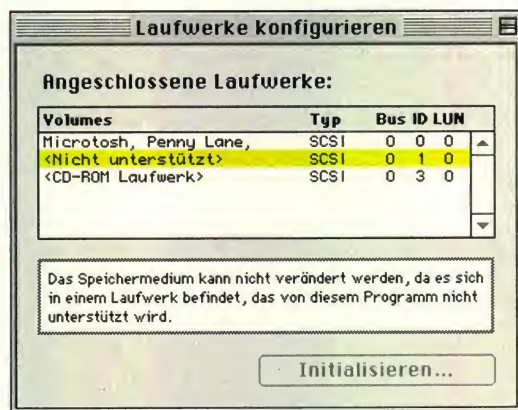 Laufwerke konfigurieren
Angeschlossene Laufwerke:
Volumes Typ Bus ID LUN
Microtosh, Penny Lane, SCSI 0 0 0
<Nicht unterstützt> SCSI 0 1 0
<CD-ROM Laufwerk> SCSI 0 3 0
Das Speichermedium kann nicht verändert werden, da es sich
in einem Laufwerk befindet, das von diesem Programm nicht
unterstützt wird.
Initialisieren...